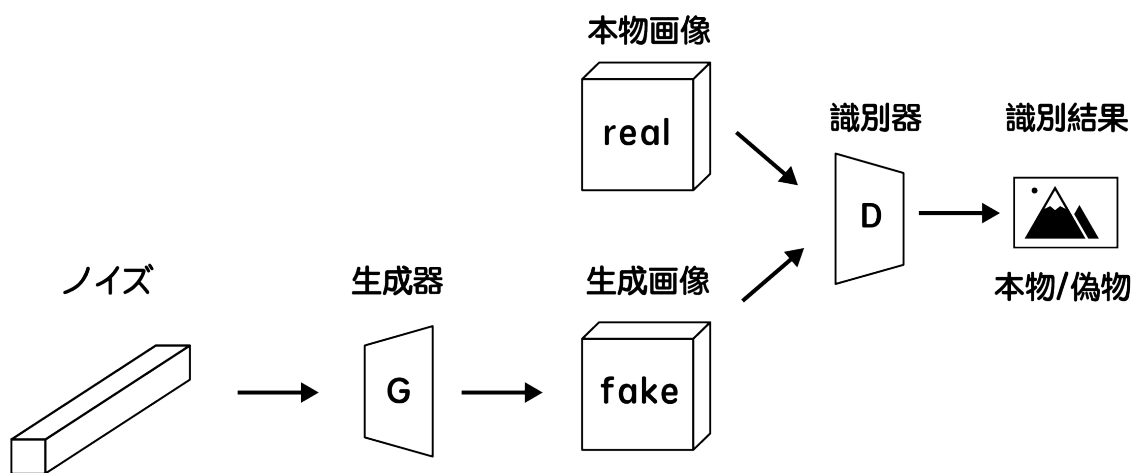 本物画像
real
識別器
D
識別結果
本物/偽物
ノイズ
生成器
G
生成画像
fake